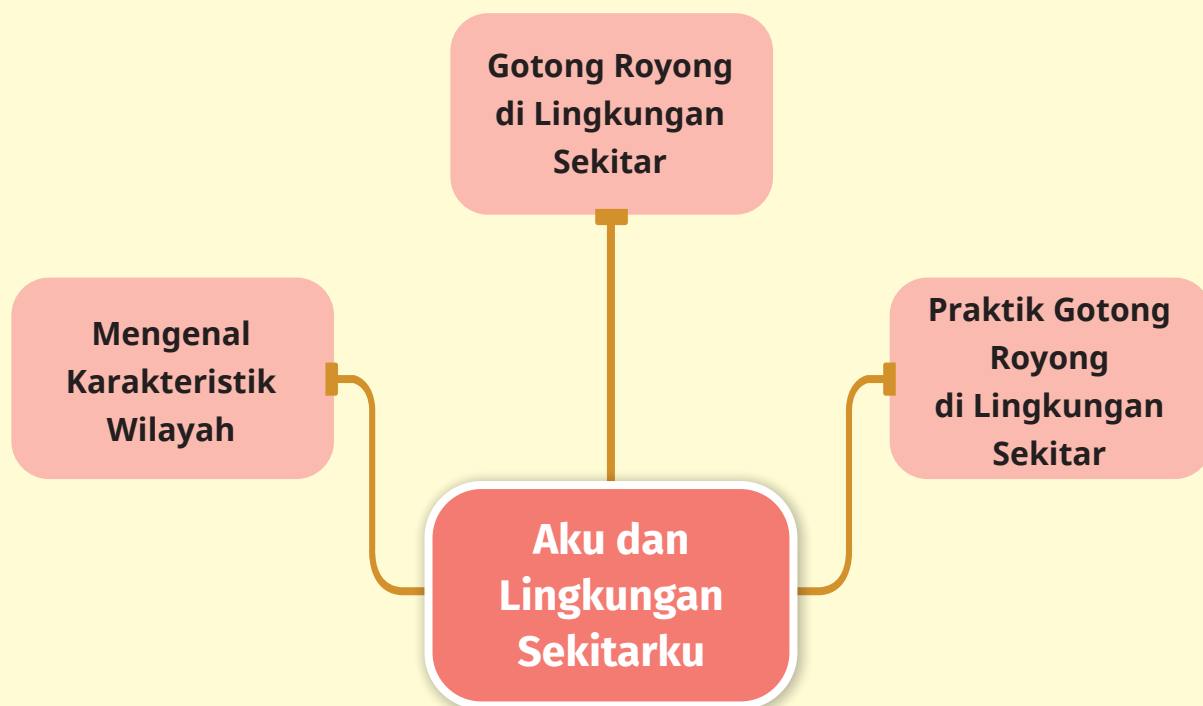 Gotong Royong
di Lingkungan
Sekitar
Mengenal
Karakteristik
Wilayah
Praktik Gotong
Royong
di Lingkungan
Sekitar
Aku dan
Lingkungan
Sekitarku